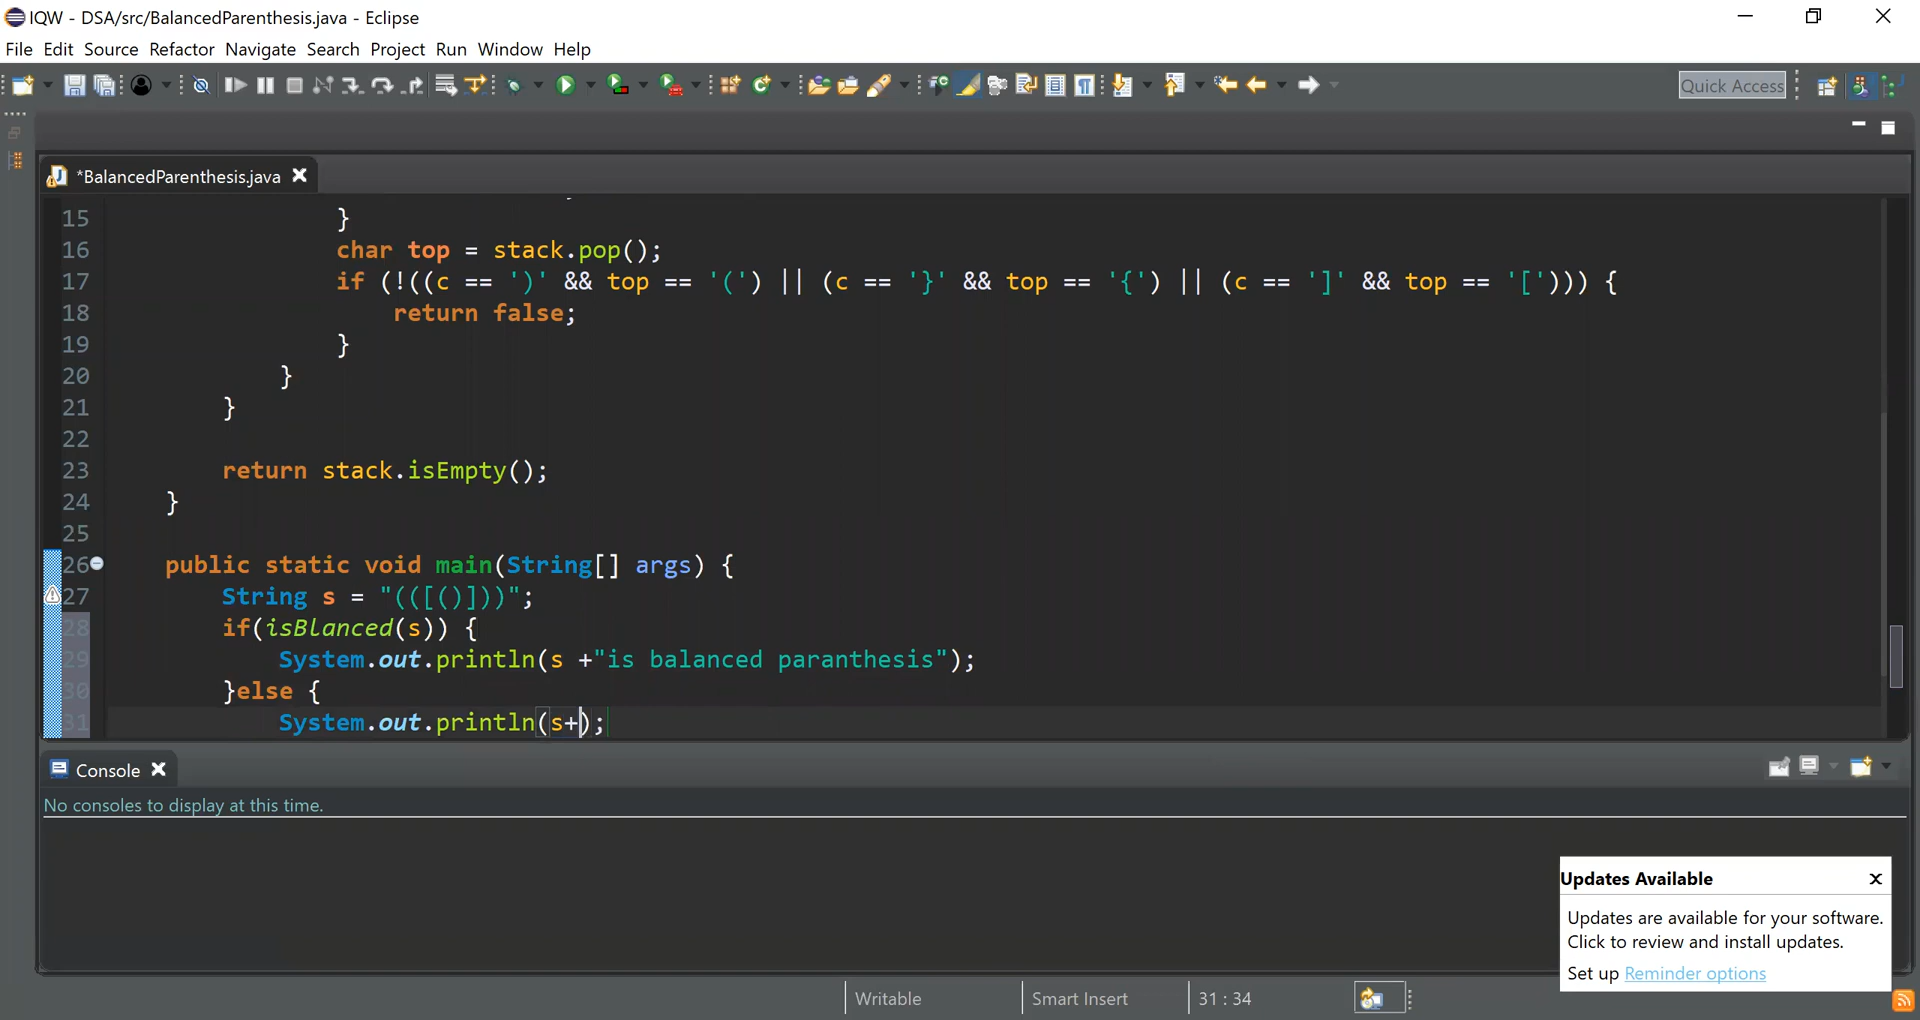 IQW - DSA/src/BalancedParenthesis.java - Eclipse
File Edit Source Refactor Navigate Search Project Run Window Help
Quick Access
*BalancedParenthesis.java
15 }
16 char top = stack.pop();
17 if (!((c == ')' && top == '(') || (c == '}' && top == '{') || (c == ']' && top == '['))) {
18 return false;
19 }
20 }
21 }
22
23 return stack.isEmpty();
24 }
25
26 public static void main(String[] args) {
27 String s = "(([()]))";
28 if(isBlanced(s)) {
29 System.out.println(s +"is balanced paranthesis");
30 }else {
31 System.out.println(s+);
Console
No consoles to display at this time.
Updates Available
Updates are available for your software.
Click to review and install updates.
Set up Reminder options
Writable Smart Insert 31 : 34